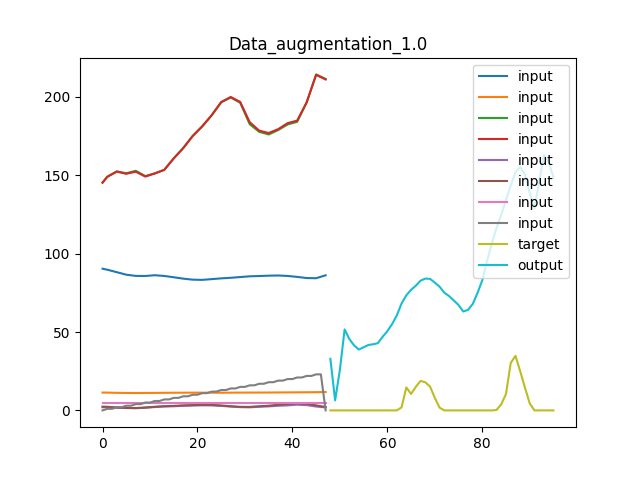 Data_augmentation_1.0
200
150
100
50
0
0
20
40
60
80
input
input
input
input
input
input
input
input
target
output